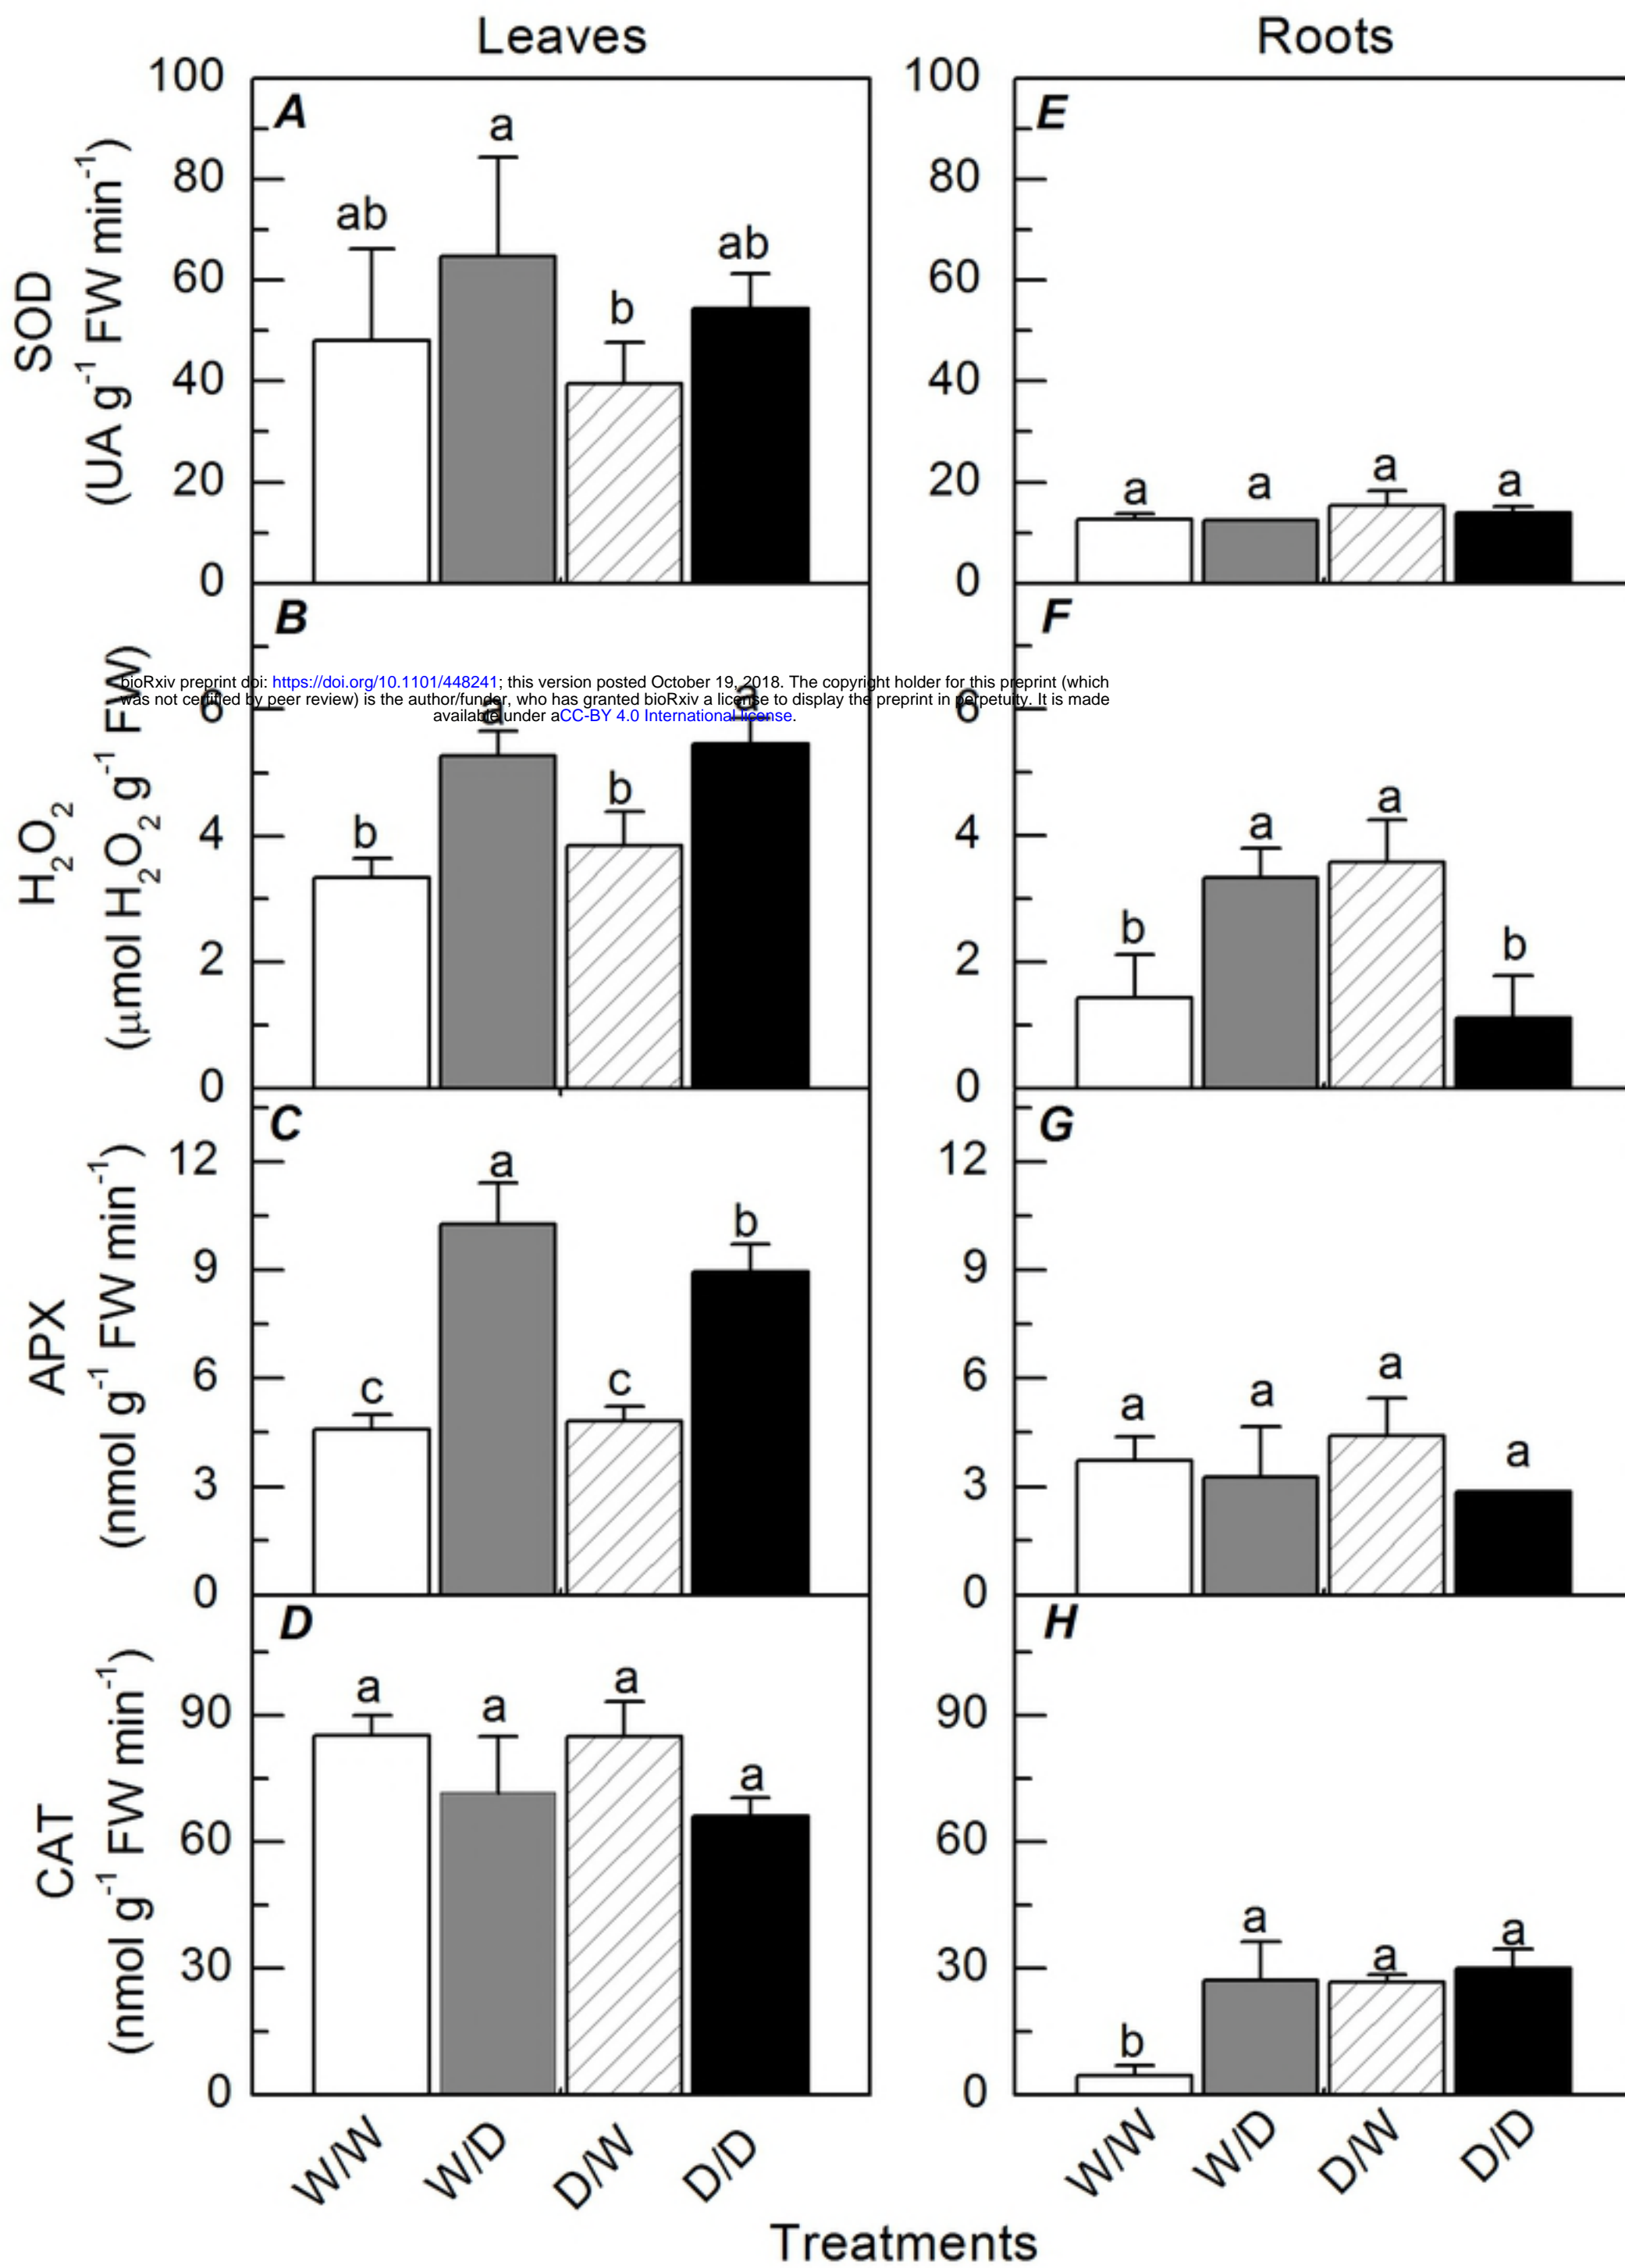 Leaves
Roots
SOD
(UA g⁻¹ FW min⁻¹)
100
80
60
40
20
0
A
ab
a
b
ab
100
80
60
40
20
0
E
a
a
a
a
H₂O₂
(µmol H₂O₂ g⁻¹ FW)
6
4
2
0
B
b
a
b
a
6
4
2
0
F
b
a
a
b
bioRxiv preprint doi: https://doi.org/10.1101/448241; this version posted October 19, 2018. The copyright holder for this preprint (which
was not certified by peer review) is the author/funder, who has granted bioRxiv a license to display the preprint in perpetuity. It is made
available under aCC-BY 4.0 International license.
APX
(nmol g⁻¹ FW min⁻¹)
12
9
6
3
0
C
c
a
c
b
12
9
6
3
0
G
a
a
a
a
CAT
(nmol g⁻¹ FW min⁻¹)
90
60
30
0
D
a
a
a
a
90
60
30
0
H
b
a
a
a
W/W
W/D
D/W
D/D
W/W
W/D
D/W
D/D
Treatments